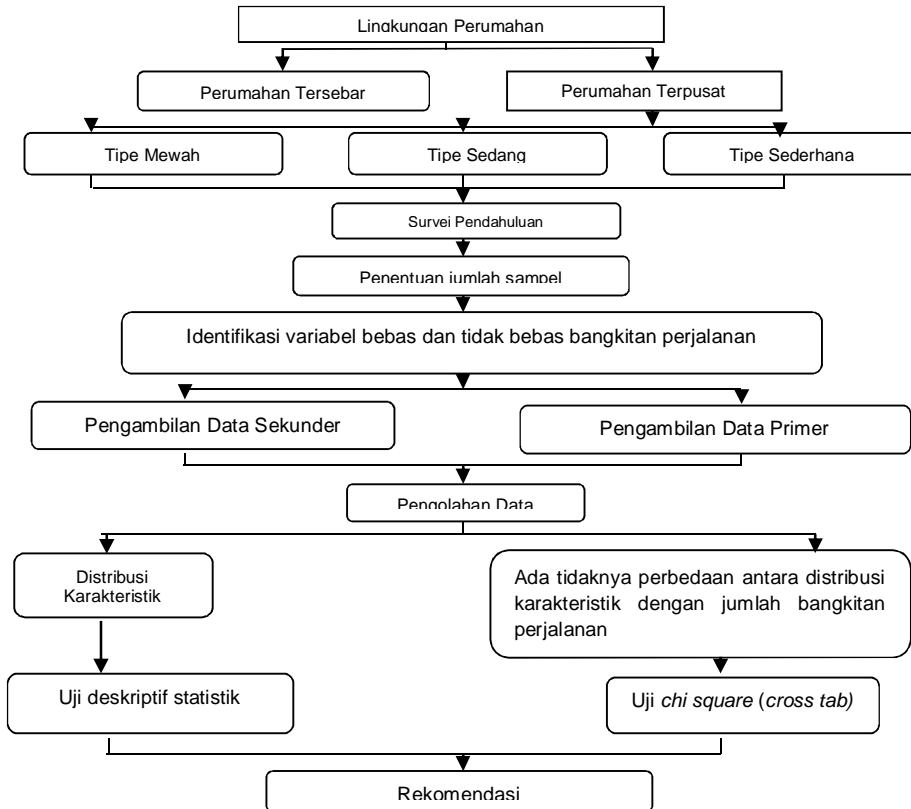 Lingkungan Perumahan
Perumahan Tersebar
Perumahan Terpusat
Tipe Mewah
Tipe Sedang
Tipe Sederhana
Survei Pendahuluan
Penentuan jumlah sampel
Identifikasi variabel bebas dan tidak bebas bangkitan perjalanan
Pengambilan Data Sekunder
Pengambilan Data Primer
Pengolahan Data
Distribusi
Karakteristik
Ada tidaknya perbedaan antara distribusi
karakteristik dengan jumlah bangkitan
perjalanan
Uji deskriptif statistik
Uji chi square (cross tab)
Rekomendasi